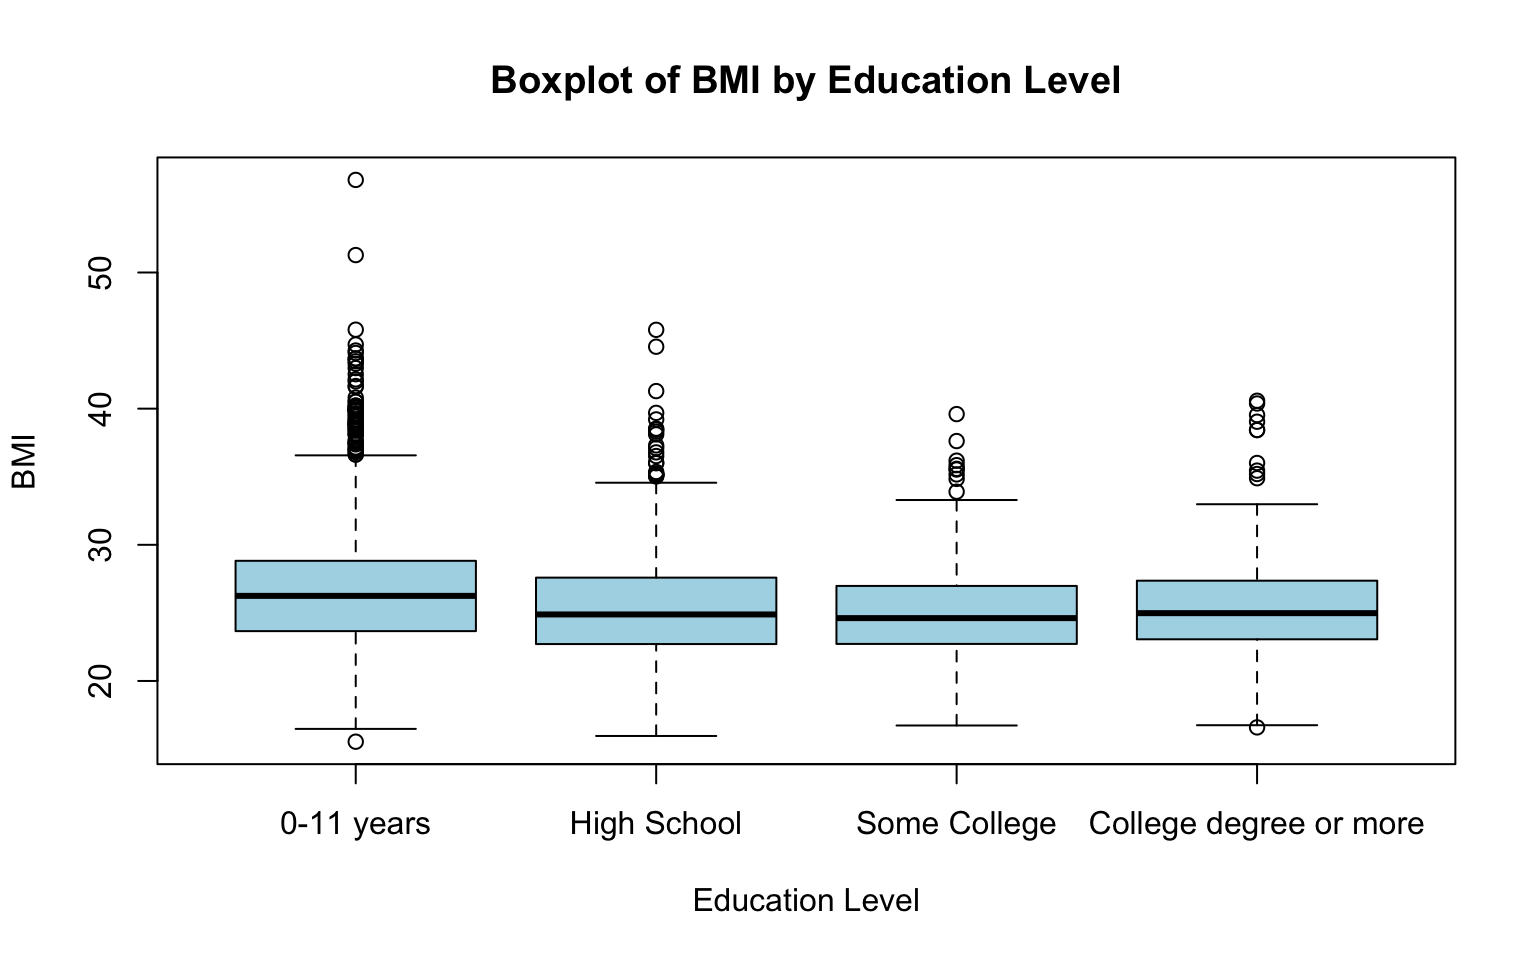 Boxplot of BMI by Education Level
50
40
30
20
BMI
0-11 years
High School
Some College
College degree or more
Education Level